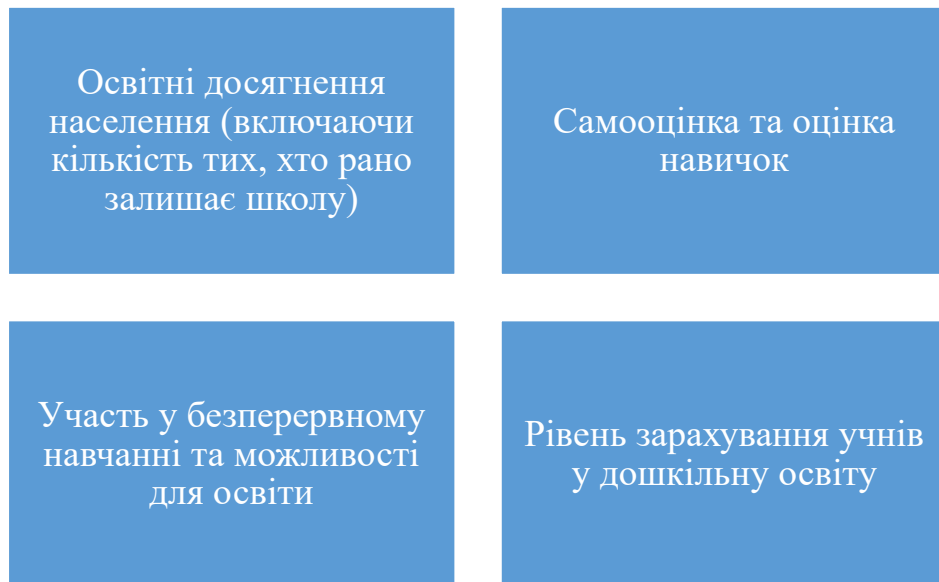 Освітні досягнення
населення (включаючи
кількість тих, хто рано
залишає школу)
Самооцінка та оцінка
навичок
Участь у безперервному
навчанні та можливості
для освіти
Рівень зарахування учнів
у дошкільну освіту